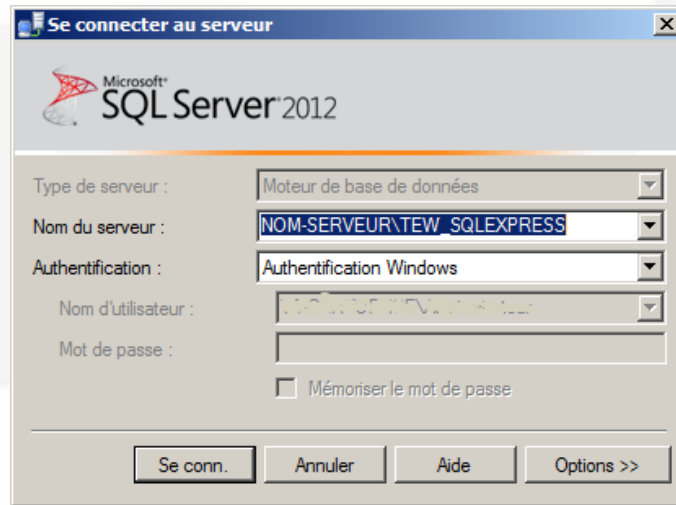 Se connecter au serveur
Microsoft®
SQL Server® 2012
Type de serveur : Moteur de base de données
Nom du serveur : NOM-SERVEUR\TEW_SQLEXPRESS
Authentification : Authentification Windows
Nom d'utilisateur :
Mot de passe :
Mémoriser le mot de passe
Se conn. Annuler Aide Options >>